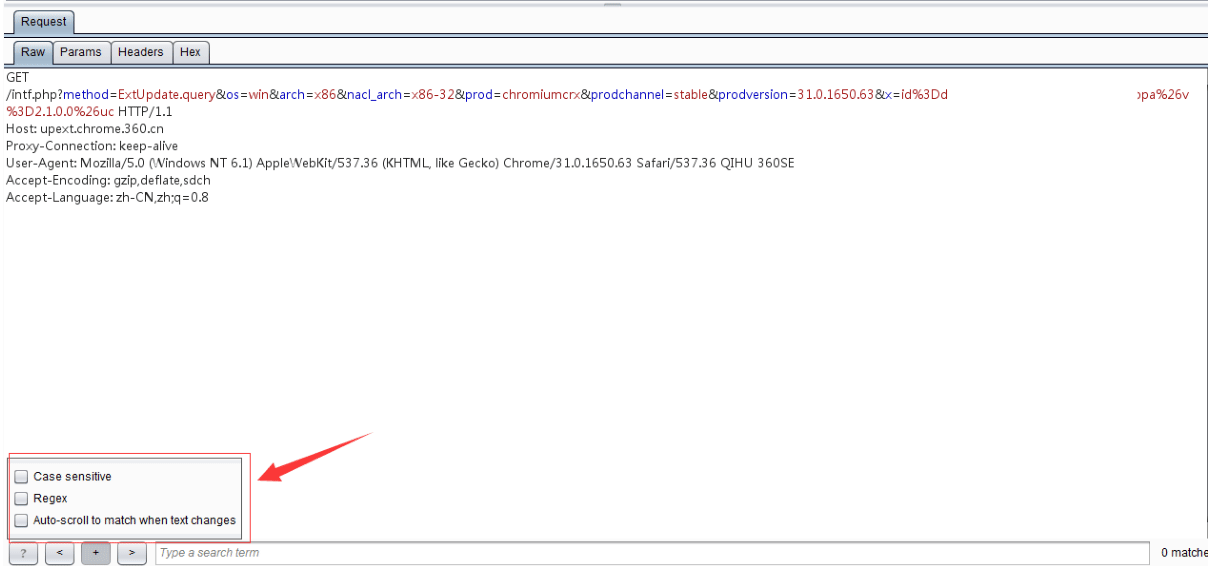 Request
Raw Params Headers Hex
GET
/intf.php?method=ExtUpdate.query&os=win&arch=x86&nacl_arch=x86-32&prod=chromiumcrx&prodchannel=stable&prodversion=31.0.1650.63&x=id%3Dd pa%26v
%3D2.1.0.0%26uc HTTP/1.1
Host: upext.chrome.360.cn
Proxy-Connection: keep-alive
User-Agent: Mozilla/5.0 (Windows NT 6.1) AppleWebKit/537.36 (KHTML, like Gecko) Chrome/31.0.1650.63 Safari/537.36 QIHU 360SE
Accept-Encoding: gzip,deflate,sdch
Accept-Language: zh-CN,zh;q=0.8
Case sensitive
Regex
Auto-scroll to match when text changes
? < + > Type a search term 0 matche